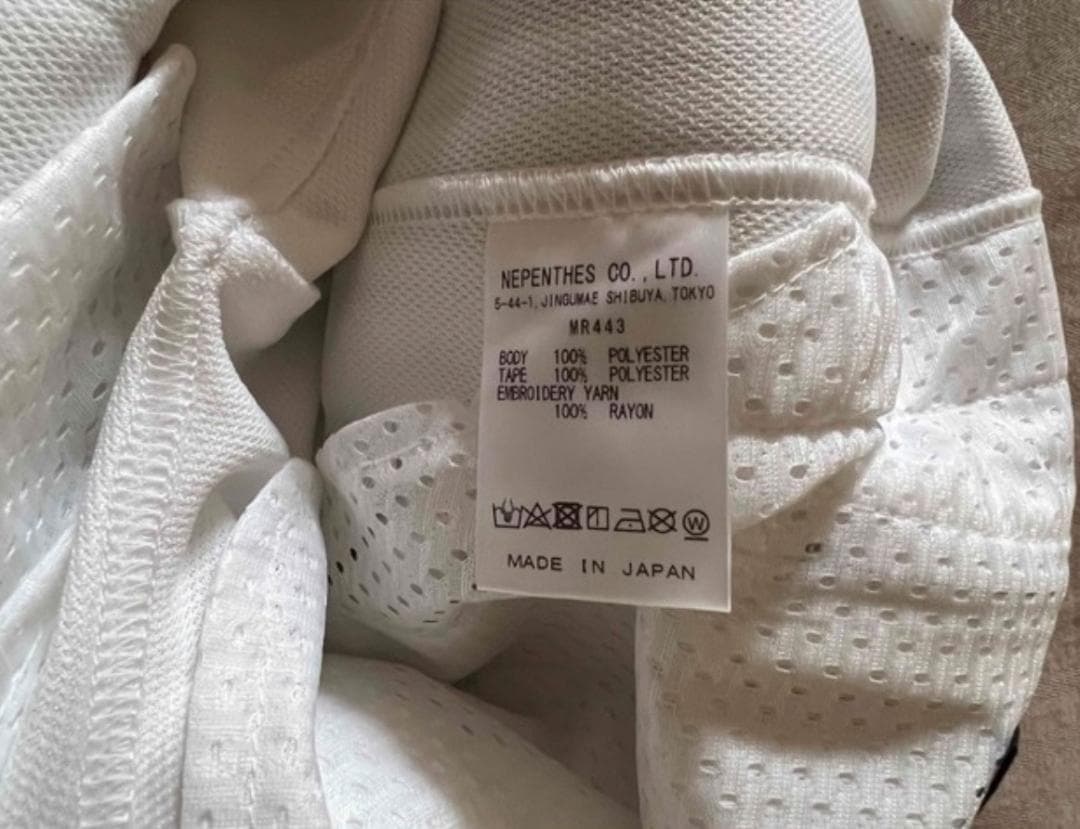 NEPENTHES CO., LTD.
5-44-1, JINGUMAE SHIBUYA, TOKYO
MR443
BODY 100% POLYESTER
TAPE 100% POLYESTER
EMBROIDERY YARN
100% RAYON
W
MADE IN JAPAN